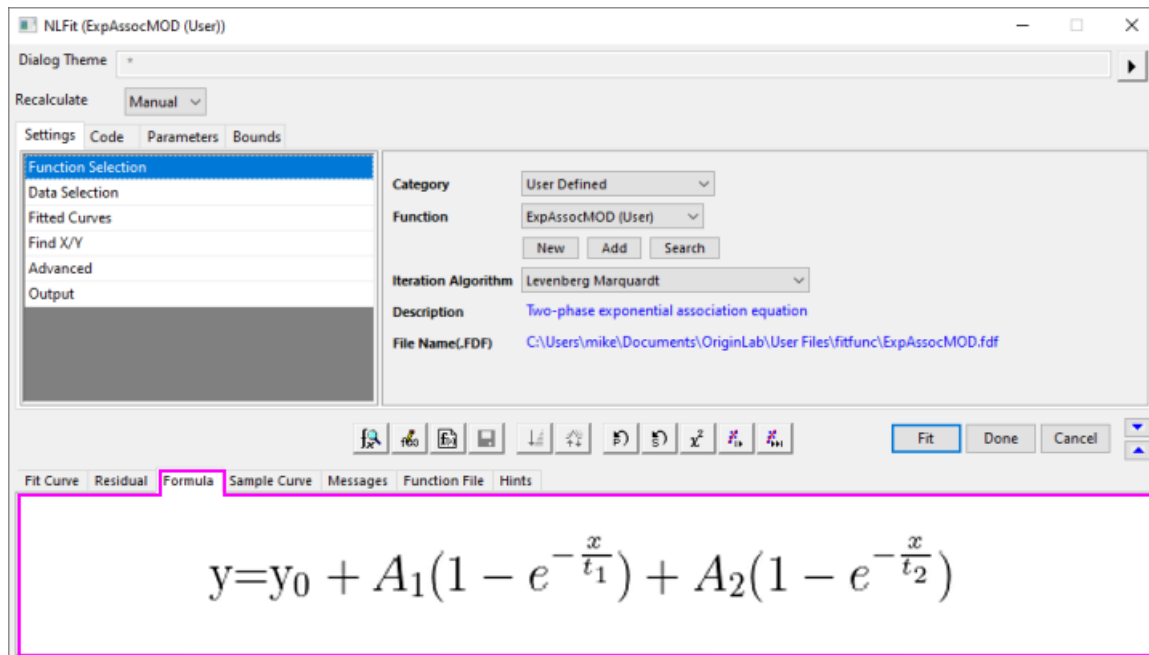 NLFit (ExpAssocMOD (User))
Dialog Theme *
Recalculate Manual
Settings Code Parameters Bounds
Function Selection
Data Selection
Fitted Curves
Find X/Y
Advanced
Output
Category User Defined
Function ExpAssocMOD (User)
New Add Search
Iteration Algorithm Levenberg Marquardt
Description Two-phase exponential association equation
File Name(.FDF) C:\Users\mike\Documents\OriginLab\User Files\fitfunc\ExpAssocMOD.fdf
Fit Done Cancel
Fit Curve Residual Formula Sample Curve Messages Function File Hints
y=y₀ + A₁(1 − e^{−x/t₁}) + A₂(1 − e^{−x/t₂})